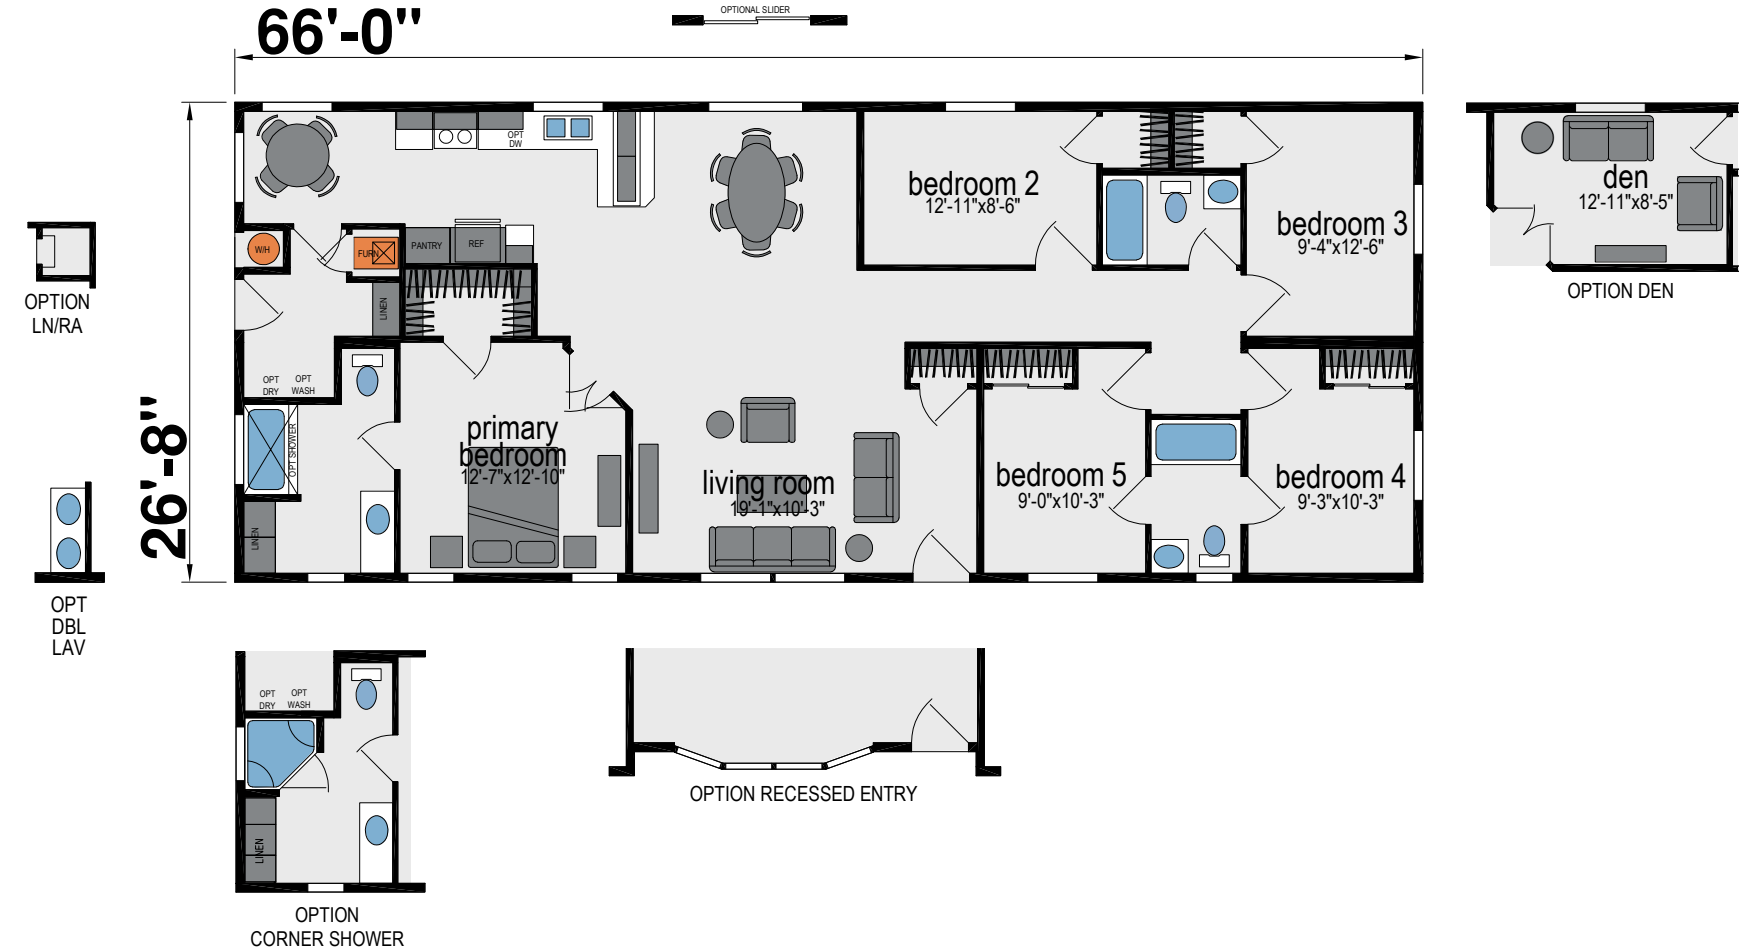 OPTIONAL SLIDER
66'-0"
26'-8"
OPT
DW
PANTRY
REF
W/H
FURN
LINEN
OPT
DRY
OPT
WASH
OPT SHOWER
LINEN
bedroom 2
12'-11"x8'-6"
bedroom 3
9'-4"x12'-6"
primary
bedroom
12'-7"x12'-10"
living room
19'-1"x10'-3"
bedroom 5
9'-0"x10'-3"
bedroom 4
9'-3"x10'-3"
den
12'-11"x8'-5"
OPTION DEN
OPTION
LN/RA
OPT
DBL
LAV
OPT
DRY
OPT
WASH
LINEN
OPTION
CORNER SHOWER
OPTION RECESSED ENTRY